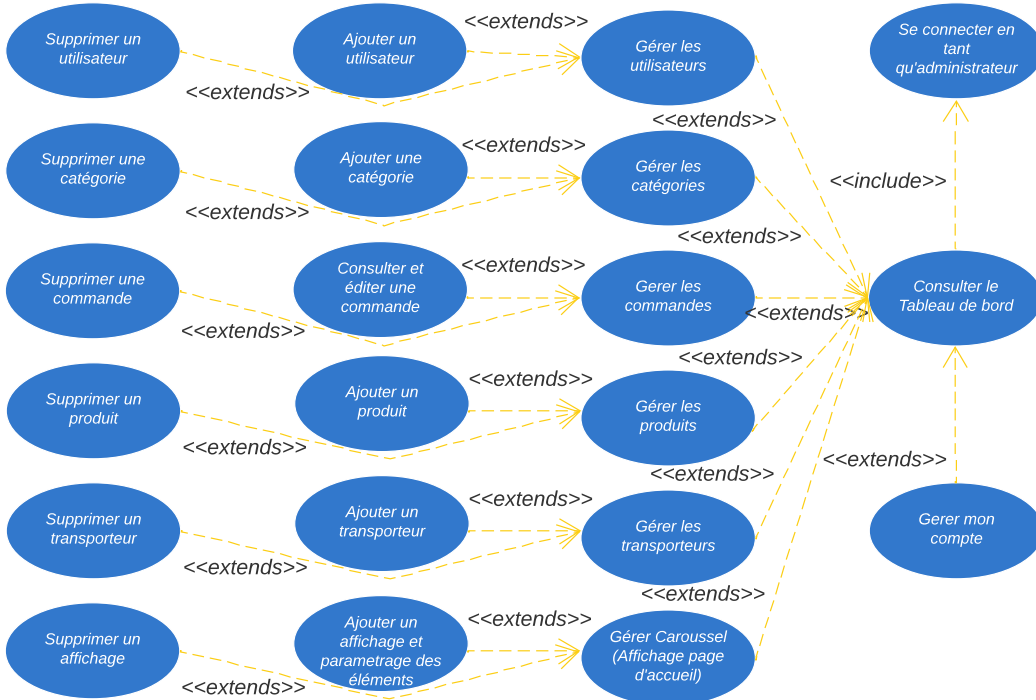 Supprimer un
utilisateur
<<extends>>
Ajouter un
utilisateur
<<extends>>
Gérer les
utilisateurs
<<extends>>
Se connecter en
tant
qu'administrateur
<<include>>
Supprimer une
catégorie
<<extends>>
Ajouter une
catégorie
<<extends>>
Gérer les
catégories
<<extends>>
Supprimer une
commande
<<extends>>
Consulter et
éditer une
commande
<<extends>>
Gerer les
commandes
<<extends>>
Consulter le
Tableau de bord
Supprimer un
produit
<<extends>>
Ajouter un
produit
<<extends>>
Gérer les
produits
<<extends>>
<<extends>>
Gerer mon
compte
Supprimer un
transporteur
<<extends>>
Ajouter un
transporteur
<<extends>>
Gérer les
transporteurs
<<extends>>
Supprimer un
affichage
<<extends>>
Ajouter un
affichage et
parametrage des
éléments
<<extends>>
Gérer Caroussel
(Affichage page
d'accueil)
<<extends>>